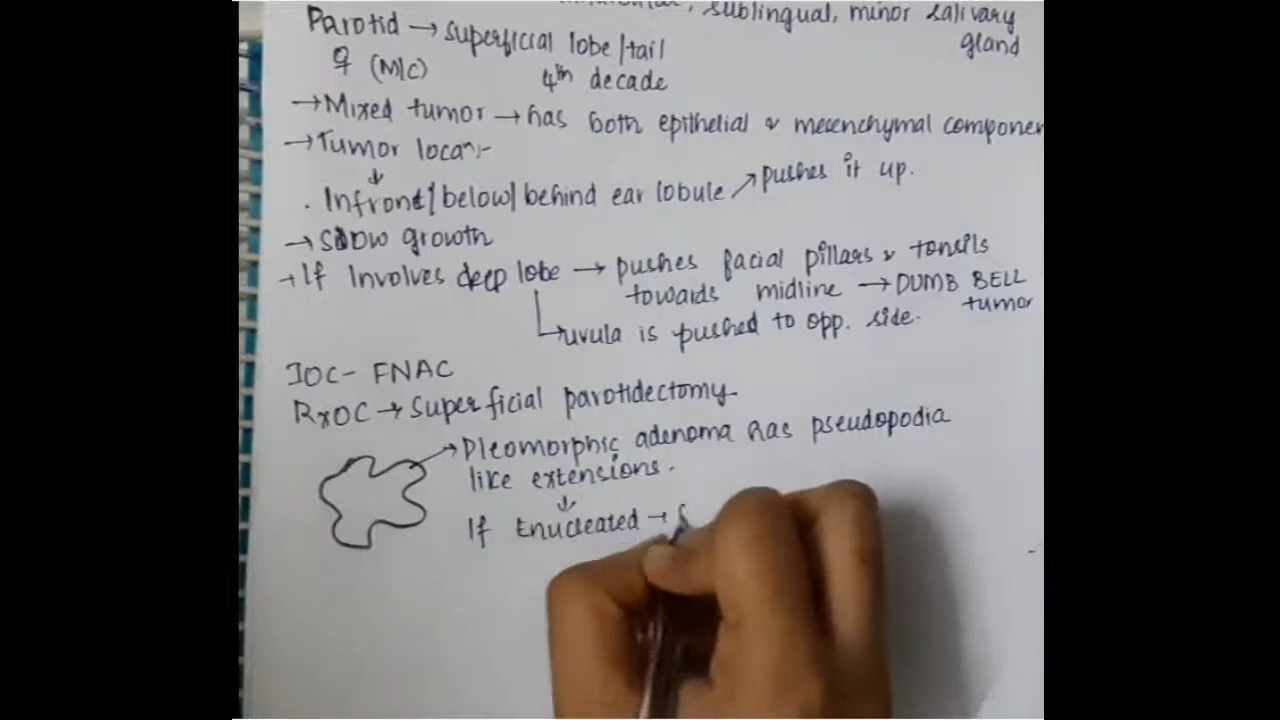 , sublingual, minor salivary
gland
Parotid → superficial lobe/tail
♀ (M/C) 4th decade
→ Mixed tumor → has both epithelial & mesenchymal componen
→ Tumor locan:-
↓
. Infront/below/behind ear lobule ↗ pushes it up.
→ slow growth
→ If Involves deep lobe → pushes facial pillars & tonsils
towards midline → DUMB BELL
tumor
↳ uvula is pushed to opp. side.
IOC- FNAC
RxOC → Superficial parotidectomy
→ Pleomorphic adenoma has pseudopodia
like extensions.
↓
If Enucleated → S